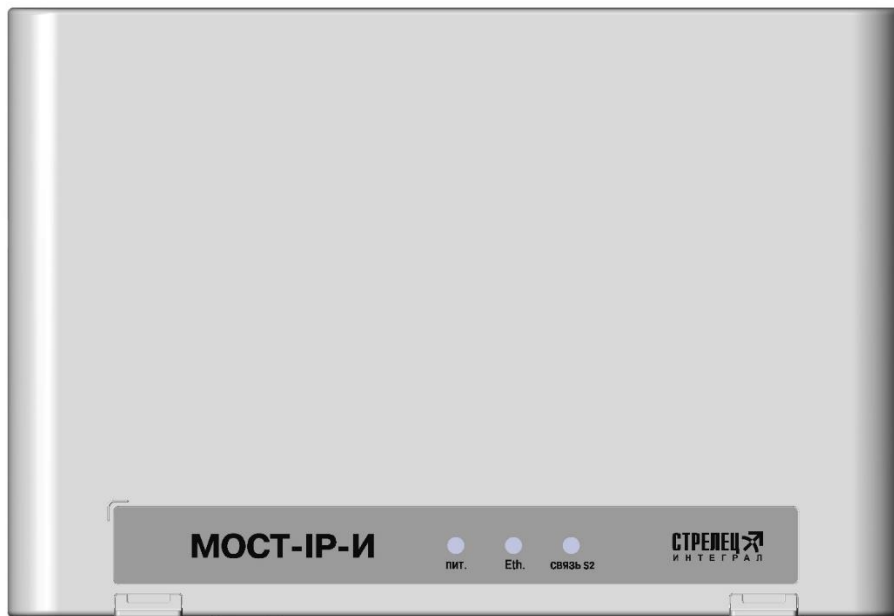 МОСТ-IP-И
ПИТ.
Eth.
СВЯЗЬ S2
СТРЕЛЕЦ
ИНТЕГРАЛ